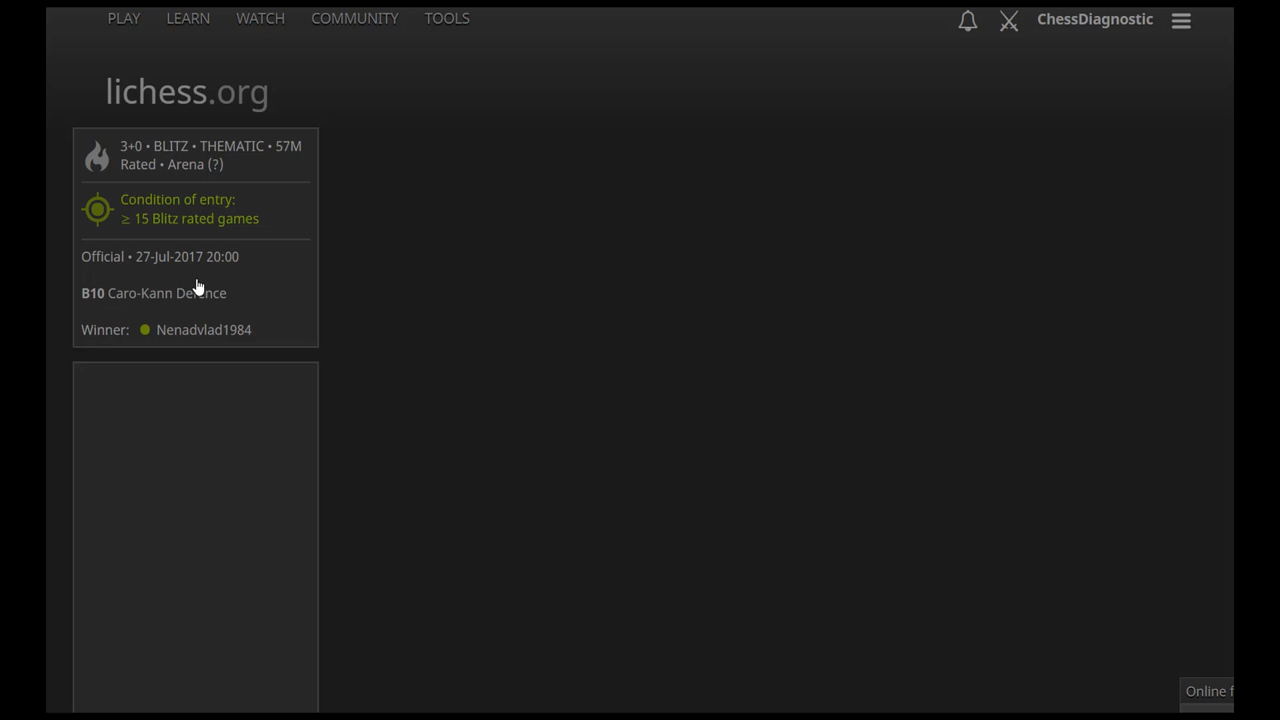 PLAY LEARN WATCH COMMUNITY TOOLS ChessDiagnostic
lichess.org
3+0 • BLITZ • THEMATIC • 57M
Rated • Arena (?)
Condition of entry:
≥ 15 Blitz rated games
Official • 27-Jul-2017 20:00
B10 Caro-Kann Defence
Winner: Nenadvlad1984
Online f